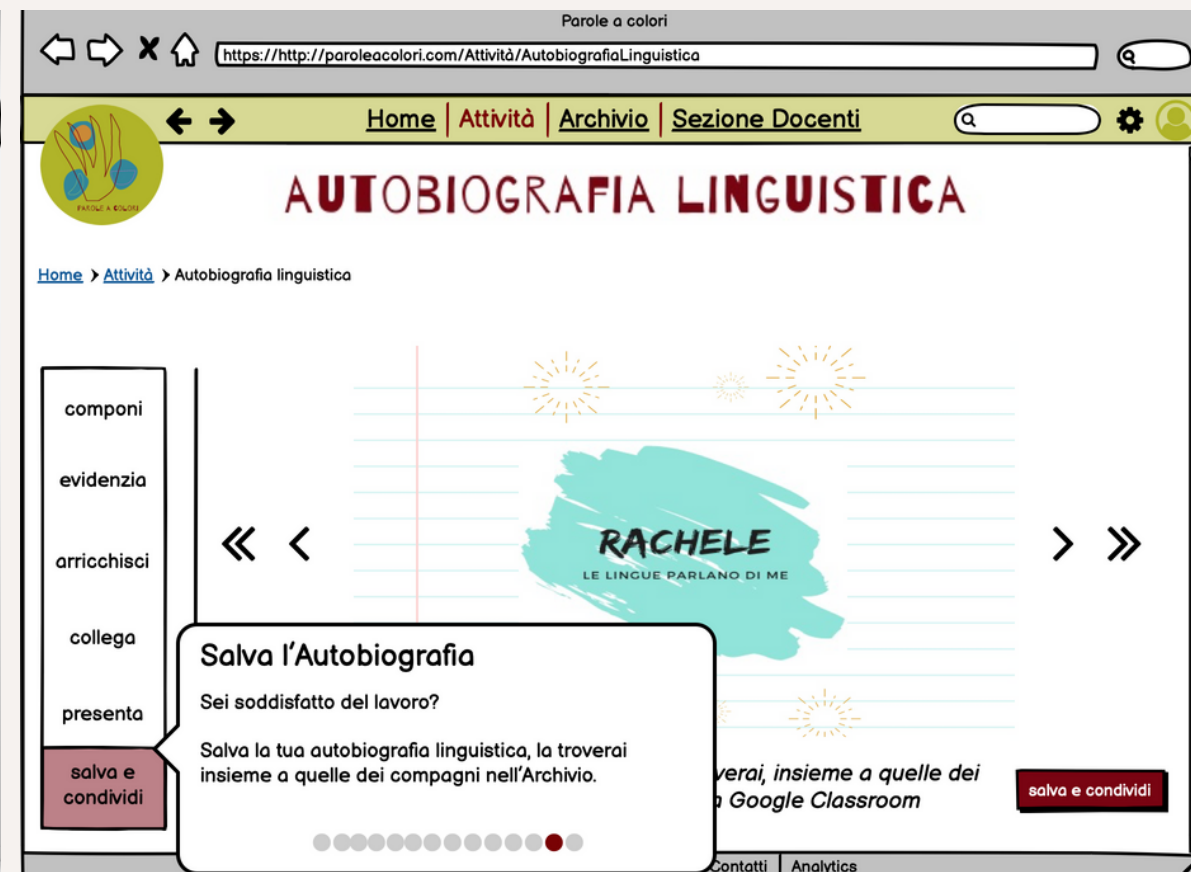 Parole a colori
https://http://paroleacolori.com/Attività/AutobiografiaLinguistica
Home | Attività | Archivio | Sezione Docenti
PAROLE A COLORI
AUTOBIOGRAFIA LINGUISTICA
Home > Attività > Autobiografia linguistica
componi
evidenzia
arricchisci
collega
presenta
salva e
condividi
RACHELE
LE LINGUE PARLANO DI ME
Salva l'Autobiografia
Sei soddisfatto del lavoro?
Salva la tua autobiografia linguistica, la troverai
insieme a quelle dei compagni nell'Archivio.
verai, insieme a quelle dei
Google Classroom
salva e condividi
Contatti | Analytics